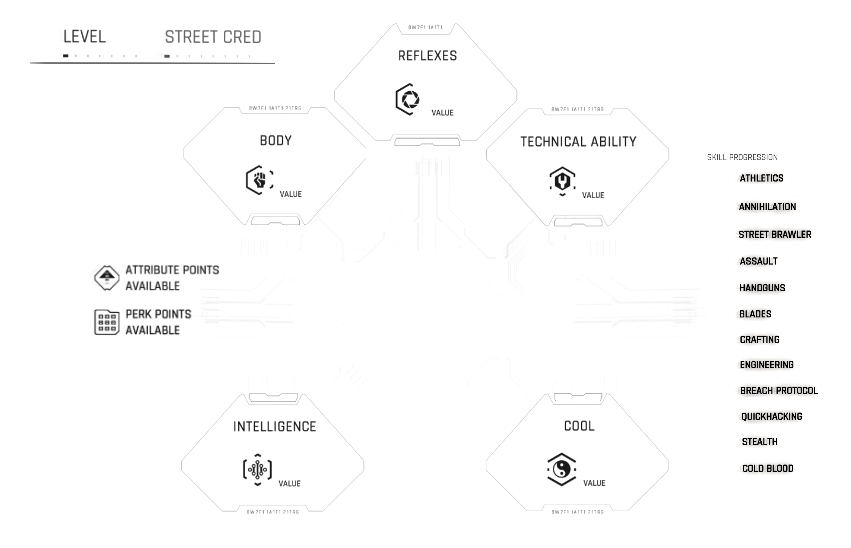 LEVEL
STREET CRED
REFLEXES
VALUE
BODY
VALUE
TECHNICAL ABILITY
VALUE
SKILL PROGRESSION
ATHLETICS
ANNIHILATION
STREET BRAWLER
ASSAULT
HANDGUNS
BLADES
CRAFTING
ENGINEERING
BREACH PROTOCOL
QUICKHACKING
STEALTH
COLD BLOOD
ATTRIBUTE POINTS
AVAILABLE
PERK POINTS
AVAILABLE
INTELLIGENCE
VALUE
COOL
VALUE